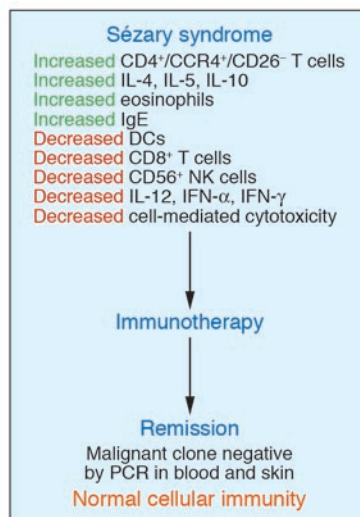 Sézary syndrome
Increased CD4⁺/CCR4⁺/CD26⁻ T cells
Increased IL-4, IL-5, IL-10
Increased eosinophils
Increased IgE
Decreased DCs
Decreased CD8⁺ T cells
Decreased CD56⁺ NK cells
Decreased IL-12, IFN-α, IFN-γ
Decreased cell-mediated cytotoxicity
Immunotherapy
Remission
Malignant clone negative
by PCR in blood and skin
Normal cellular immunity